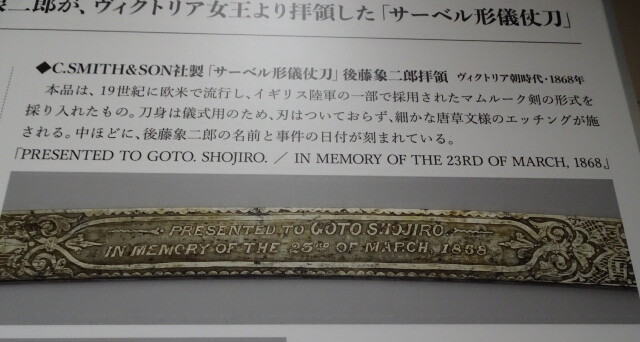 象二郎が、ヴィクトリア女王より拝領した「サーベル形儀仗刀」
◆C.SMITH&SON社製「サーベル形儀仗刀」後藤象二郎拝領 ヴィクトリア朝時代・1868年
本品は、19世紀に欧米で流行し、イギリス陸軍の一部で採用されたマムルーク剣の形式を
採り入れたもの。刀身は儀式用のため、刃はついておらず、細かな唐草文様のエッチングが施
される。中ほどに、後藤象二郎の名前と事件の日付が刻まれている。
「PRESENTED TO GOTO. SHOJIRO. ／ IN MEMORY OF THE 23RD OF MARCH, 1868」
PRESENTED TO GOTO SHOJIRO.
IN MEMORY OF THE 23RD OF MARCH, 1868